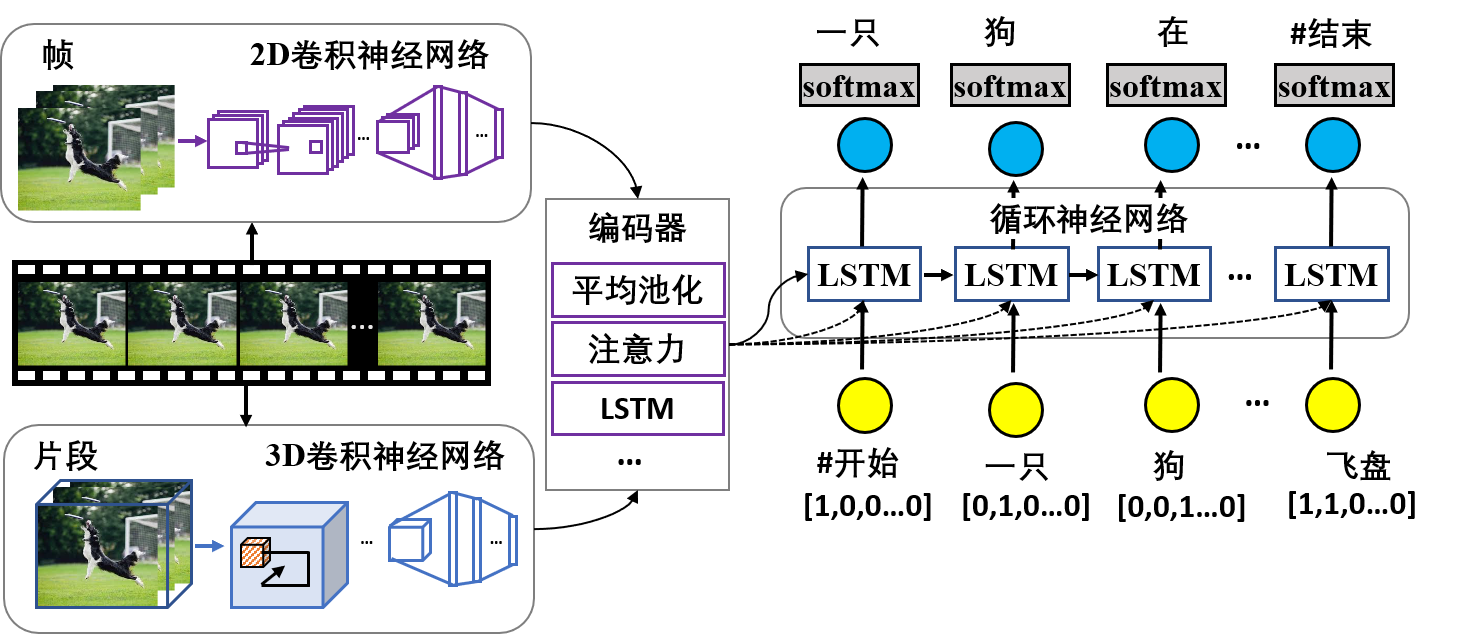 帧
2D卷积神经网络
...
...
...
片段
3D卷积神经网络
...
...
编码器
平均池化
注意力
LSTM
...
一只
狗
在
#结束
softmax
softmax
softmax
softmax
...
循环神经网络
LSTM
LSTM
LSTM
...
LSTM
...
#开始
一只
狗
飞盘
[1,0,0...0]
[0,1,0...0]
[0,0,1...0]
[1,1,0...0]